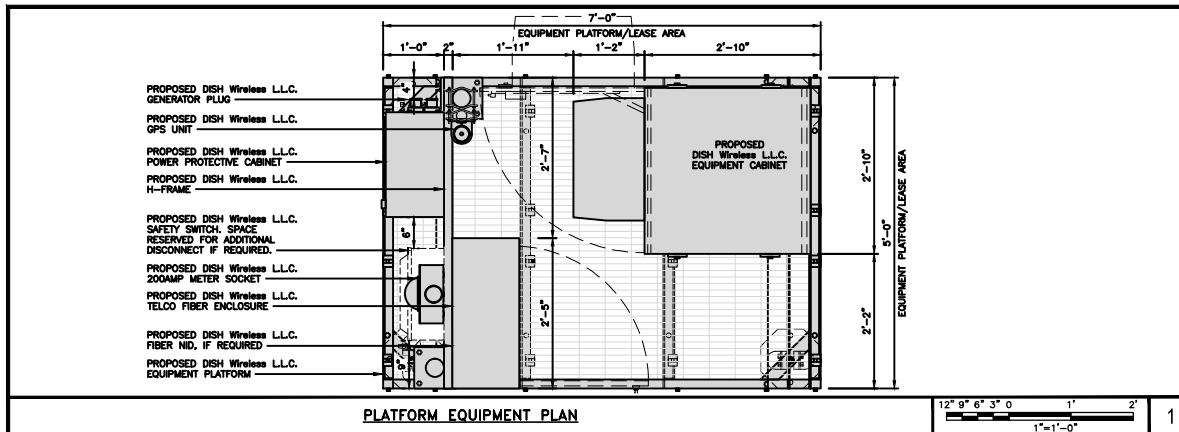 7'-0"
EQUIPMENT PLATFORM/LEASE AREA
1'-0" 2" 1'-11" 1'-2" 2'-10"
PROPOSED DISH Wireless L.L.C.
GENERATOR PLUG
PROPOSED DISH Wireless L.L.C.
GPS UNIT
PROPOSED DISH Wireless L.L.C.
POWER PROTECTIVE CABINET
PROPOSED DISH Wireless L.L.C.
H-FRAME
PROPOSED DISH Wireless L.L.C.
SAFETY SWITCH. SPACE
RESERVED FOR ADDITIONAL
DISCONNECT IF REQUIRED.
PROPOSED DISH Wireless L.L.C.
200AMP METER SOCKET
PROPOSED DISH Wireless L.L.C.
TELCO FIBER ENCLOSURE
PROPOSED DISH Wireless L.L.C.
FIBER NID, IF REQUIRED
PROPOSED DISH Wireless L.L.C.
EQUIPMENT PLATFORM
4"
6"
9"
2'-7"
2'-5"
PROPOSED
DISH Wireless L.L.C.
EQUIPMENT CABINET
2'-10"
2'-2"
5'-0"
EQUIPMENT PLATFORM/LEASE AREA
PLATFORM EQUIPMENT PLAN
12" 9" 6" 3" 0 1' 2'
1"=1'-0"
1